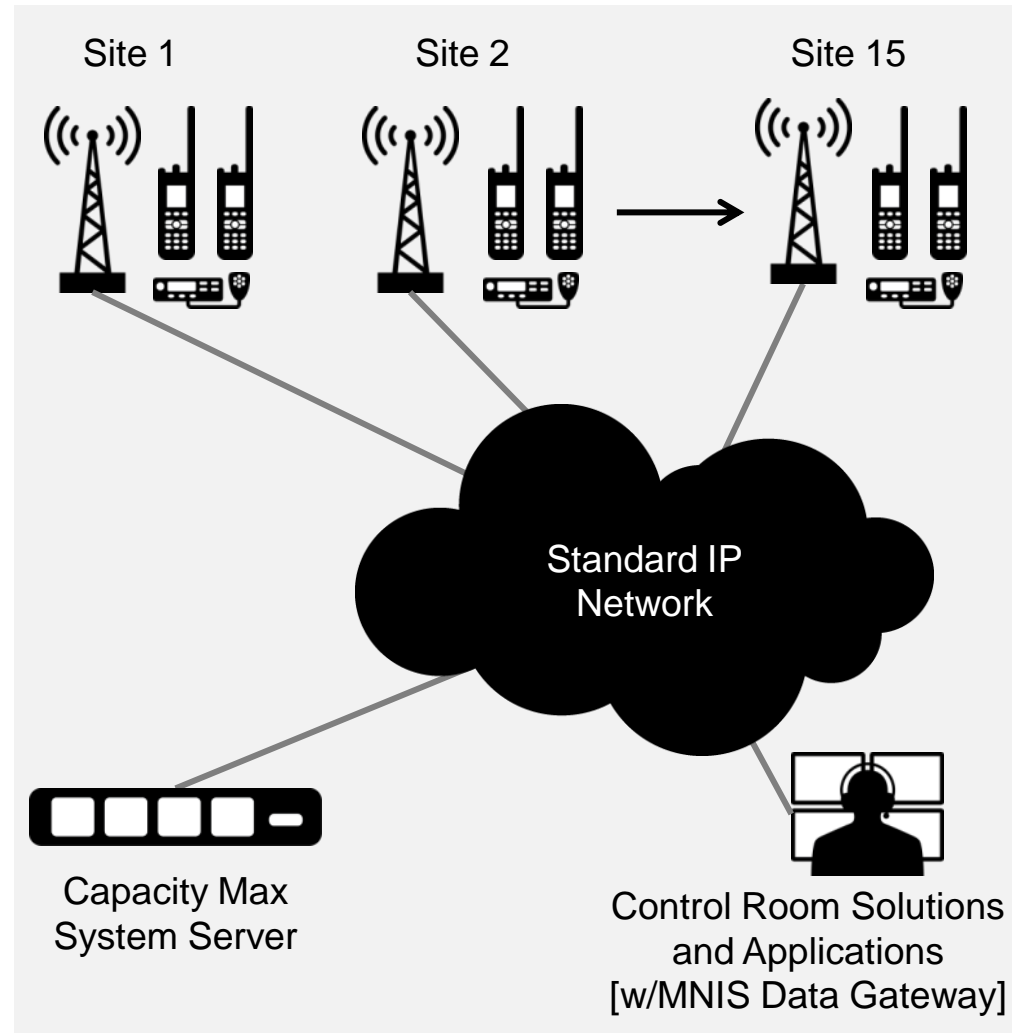 Site 1
Site 2
Site 15
Standard IP
Network
Capacity Max
System Server
Control Room Solutions
and Applications
[w/MNIS Data Gateway]